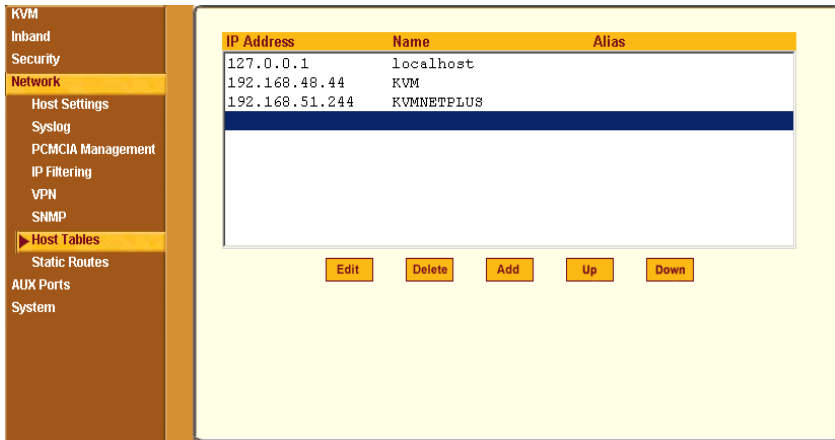 KVM
Inband
Security
Network
Host Settings
Syslog
PCMCIA Management
IP Filtering
VPN
SNMP
Host Tables
Static Routes
AUX Ports
System
IP Address Name Alias
127.0.0.1 localhost
192.168.48.44 KVM
192.168.51.244 KVMNETPLUS
Edit Delete Add Up Down